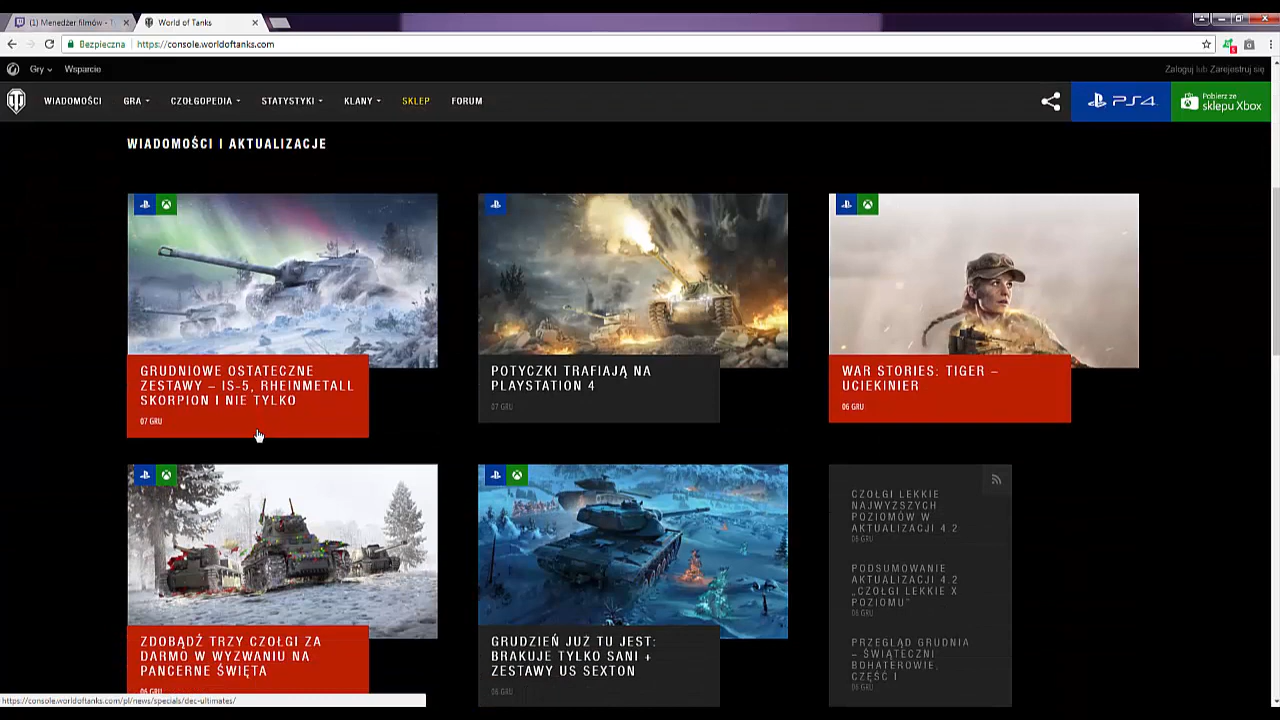 (1) Menedżer filmów - T
World of Tanks
Bezpieczna
https://console.worldoftanks.com
Gry
Wsparcie
Zaloguj lub Zarejestruj się
WIADOMOŚCI
GRA
CZOŁGOPEDIA
STATYSTYKI
KLANY
SKLEP
FORUM
PS4
Pobierz ze
sklepu Xbox
WIADOMOŚCI I AKTUALIZACJE
GRUDNIOWE OSTATECZNE
ZESTAWY – IS-5, RHEINMETALL
SKORPION I NIE TYLKO
07 GRU
POTYCZKI TRAFIAJĄ NA
PLAYSTATION 4
07 GRU
WAR STORIES: TIGER –
UCIEKINIER
06 GRU
ZDOBĄDŹ TRZY CZOŁGI ZA
DARMO W WYZWANIU NA
PANCERNE ŚWIĘTA
06 GRU
GRUDZIEŃ JUŻ TU JEST:
BRAKUJE TYLKO SANI +
ZESTAWY US SEXTON
06 GRU
CZOŁGI LEKKIE
NAJWYŻSZYCH
POZIOMÓW W
AKTUALIZACJI 4.2
06 GRU
PODSUMOWANIE
AKTUALIZACJI 4.2
„CZOŁGI LEKKIE X
POZIOMU”
06 GRU
PRZEGLĄD GRUDNIA
– ŚWIĄTECZNI
BOHATEROWIE,
CZĘŚĆ I
06 GRU
https://console.worldoftanks.com/pl/news/specials/dec-ultimates/